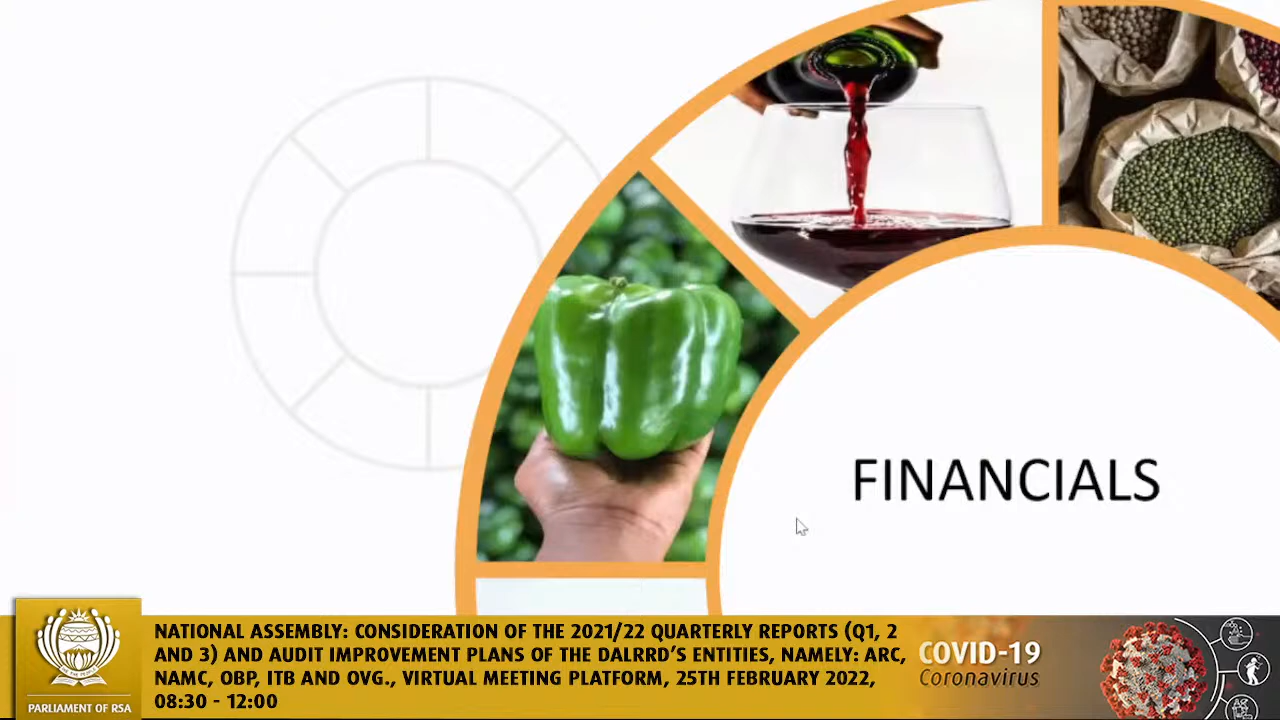 FINANCIALS
NATIONAL ASSEMBLY: CONSIDERATION OF THE 2021/22 QUARTERLY REPORTS (Q1, 2
AND 3) AND AUDIT IMPROVEMENT PLANS OF THE DALRRD'S ENTITIES, NAMELY: ARC,
NAMC, OBP, ITB AND OVG., VIRTUAL MEETING PLATFORM, 25TH FEBRUARY 2022,
08:30 - 12:00
COVID-19
Coronavirus
PARLIAMENT OF RSA